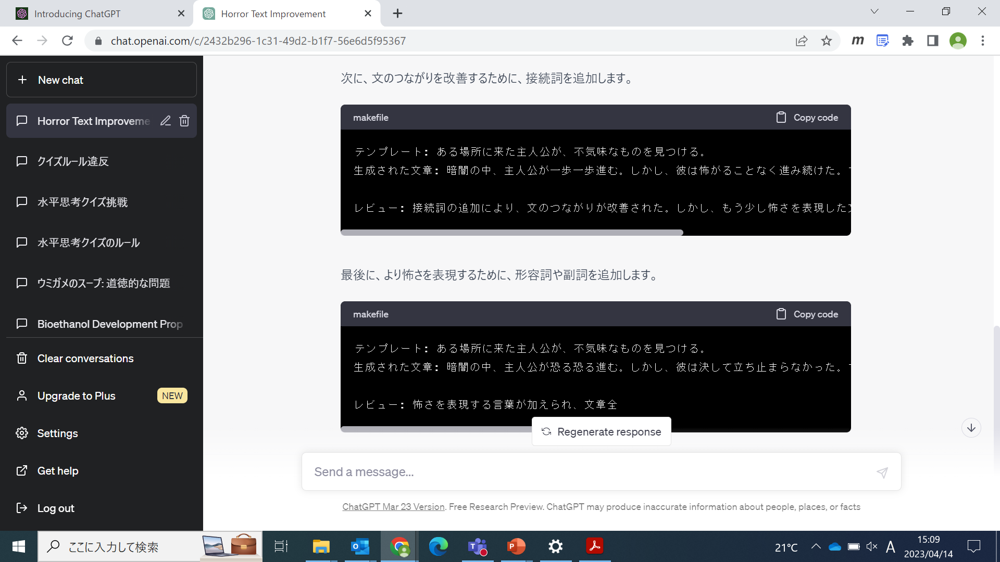 Introducing ChatGPT
Horror Text Improvement
chat.openai.com/c/2432b296-1c31-49d2-b1f7-56e6d5f95367
m
New chat
Horror Text Improveme
クイズルール違反
水平思考クイズ挑戦
水平思考クイズのルール
ウミガメのスープ: 道徳的な問題
Bioethanol Development Prop
Clear conversations
Upgrade to Plus NEW
Settings
Get help
Log out
次に、文のつながりを改善するために、接続詞を追加します。
makefile Copy code
テンプレート: ある場所に来た主人公が、不気味なものを見つける。
生成された文章: 暗闇の中、主人公が一歩一歩進む。しかし、彼は怖がることなく進み続けた。
レビュー: 接続詞の追加により、文のつながりが改善された。しかし、もう少し怖さを表現した
最後に、より怖さを表現するために、形容詞や副詞を追加します。
makefile Copy code
テンプレート: ある場所に来た主人公が、不気味なものを見つける。
生成された文章: 暗闇の中、主人公が恐る恐る進む。しかし、彼は決して立ち止まらなかった。
レビュー: 怖さを表現する言葉が加えられ、文章全
Regenerate response
Send a message...
ChatGPT Mar 23 Version. Free Research Preview. ChatGPT may produce inaccurate information about people, places, or facts
ここに入力して検索
21°C
A
15:09
2023/04/14